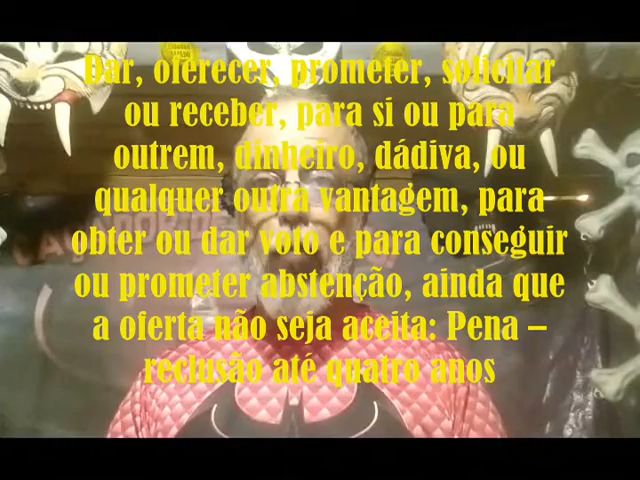 Dar, oferecer, prometer, solicitar
ou receber, para si ou para
outrem, dinheiro, dádiva, ou
qualquer outra vantagem, para
obter ou dar voto e para conseguir
ou prometer abstenção, ainda que
a oferta não seja aceita: Pena –
reclusão até quatro anos